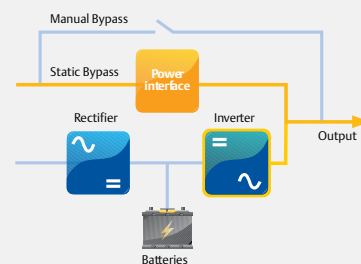 Manual Bypass
Static Bypass
Power
interface
Rectifier
Inverter
Output
Batteries